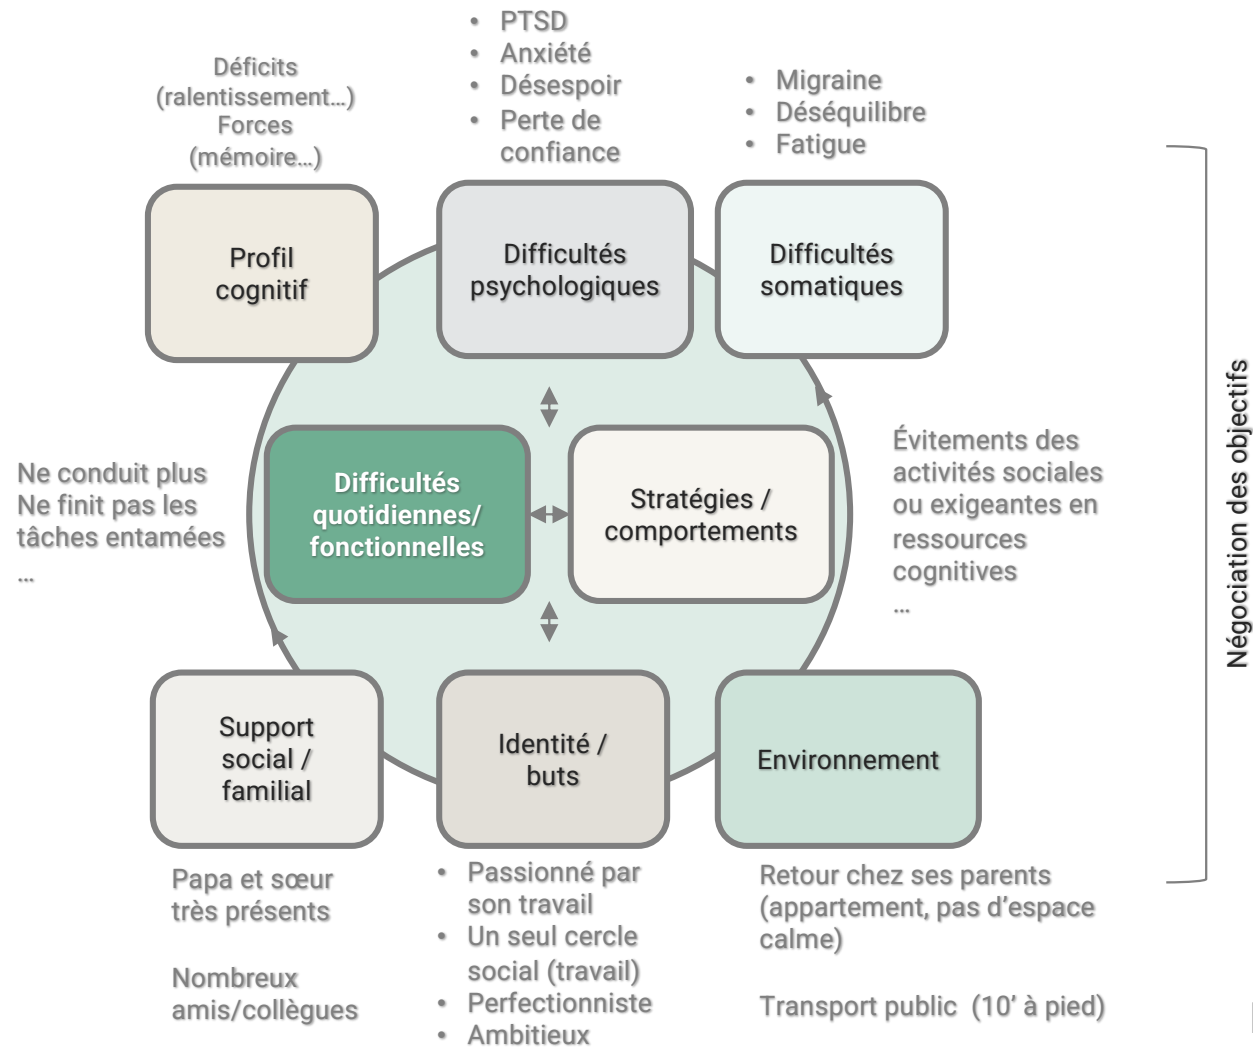 Déficits
(ralentissement…)
Forces
(mémoire…)
• PTSD
• Anxiété
• Désespoir
• Perte de
confiance
• Migraine
• Déséquilibre
• Fatigue
Profil
cognitif
Difficultés
psychologiques
Difficultés
somatiques
Ne conduit plus
Ne finit pas les
tâches entamées
…
Difficultés
quotidiennes/
fonctionnelles
Stratégies /
comportements
Évitements des
activités sociales
ou exigeantes en
ressources
cognitives
…
Négociation des objectifs
Support
social /
familial
Identité /
buts
Environnement
Papa et sœur
très présents
Nombreux
amis/collègues
• Passionné par
son travail
• Un seul cercle
social (travail)
• Perfectionniste
• Ambitieux
Retour chez ses parents
(appartement, pas d’espace
calme)
Transport public (10’ à pied)